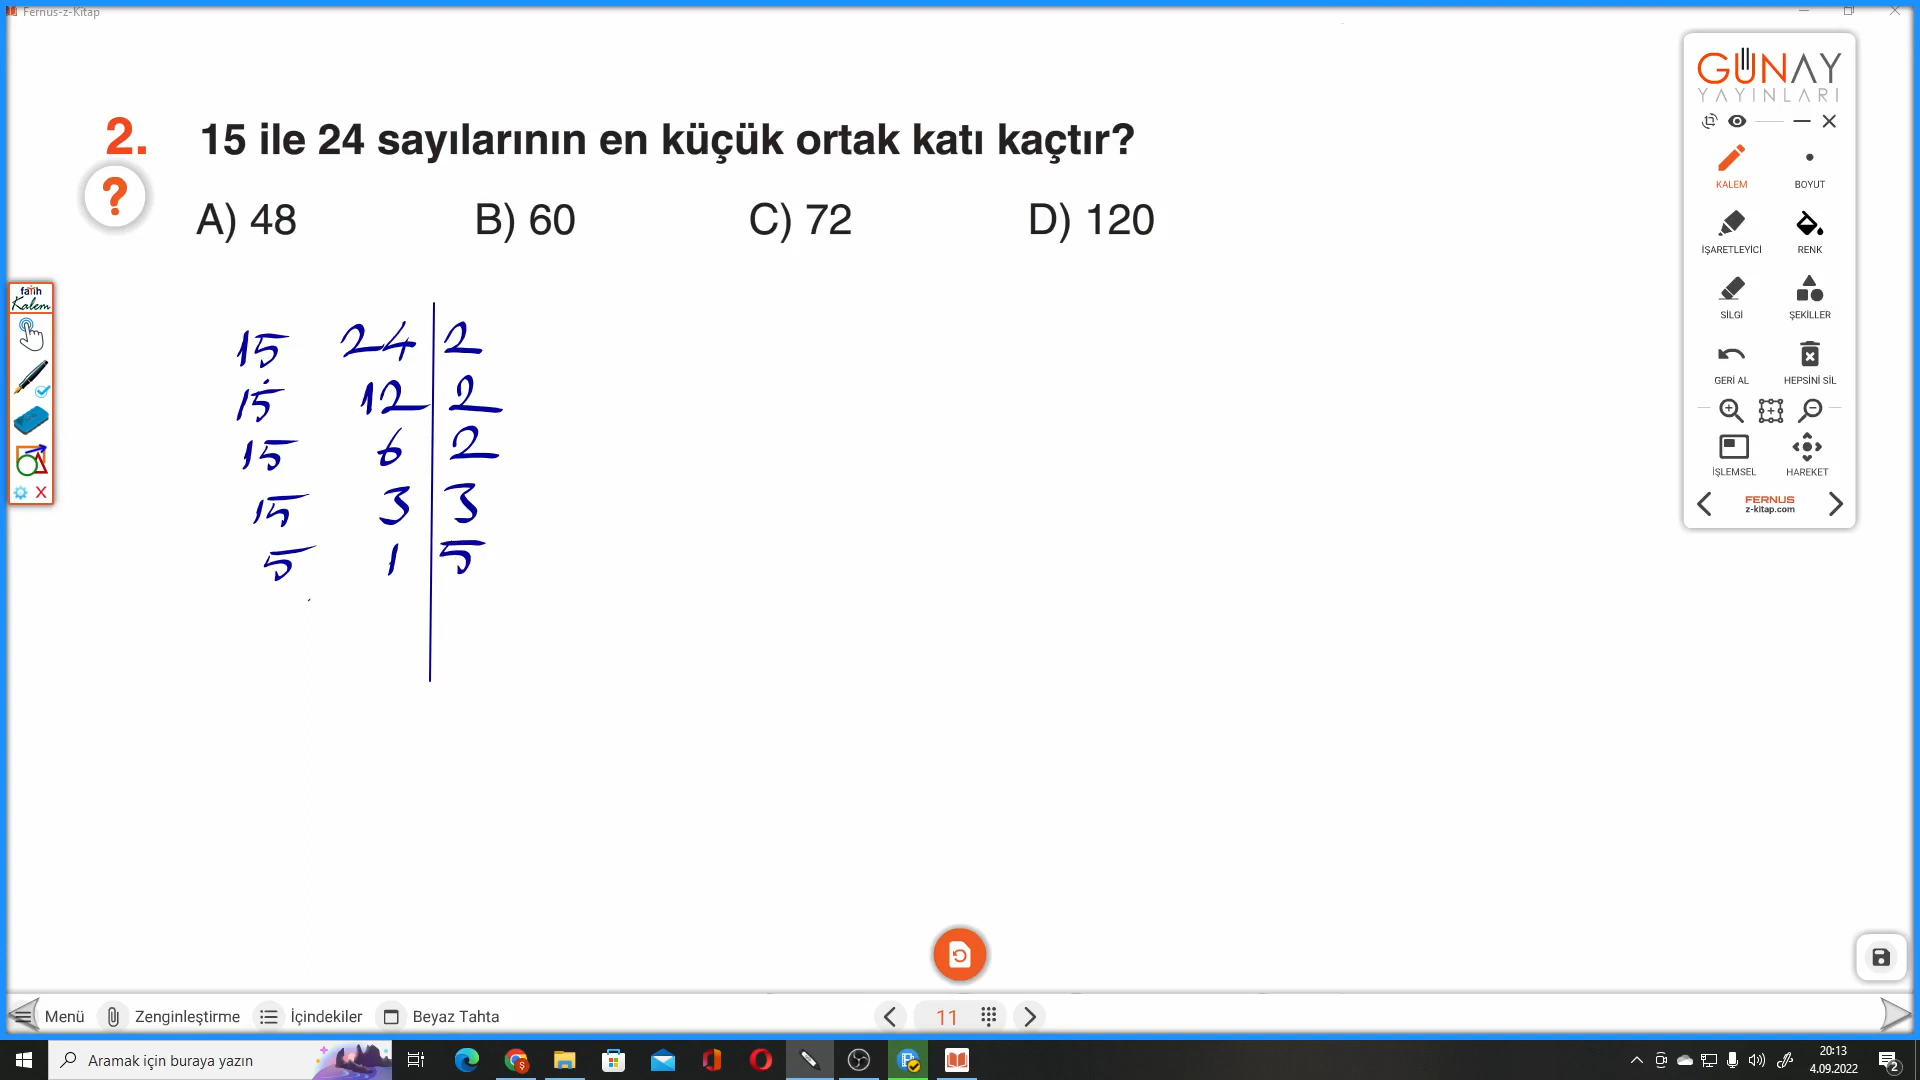 Fernus-z-Kitap
2. 15 ile 24 sayılarının en küçük ortak katı kaçtır?
?
A) 48 B) 60 C) 72 D) 120
15 24 2
15 12 2
15 6 2
15 3 3
5 1 5
fatih
Kalem
X
GÜNAY
YAYINLARI
KALEM BOYUT
İŞARETLEYİCİ RENK
SİLGİ ŞEKİLLER
GERİ AL HEPSİNİ SİL
İŞLEMSEL HAREKET
FERNUS
z-kitap.com
Menü Zenginleştirme İçindekiler Beyaz Tahta 11
Aramak için buraya yazın
20:13
4.09.2022
2